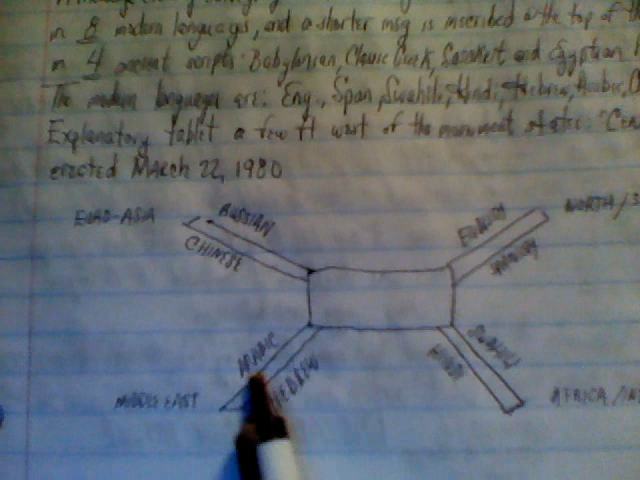 in 8 modern languages, and a shorter msg is inscribed @ the top of the
in 4 ancient scripts: Babylonian, Classic Greek, Sanskrit and Egyptian
The modern languages are: Eng., Span, Swahili, Hindi, Hebrew, Arabic,
Explanatory tablet a few ft west of the monument states:
erected MARCH 22, 1980
EURO-ASIA RUSSIAN ENGLISH NORTH/S
CHINESE SPANISH
ARABIC HINDI SWAHILI
MIDDLE EAST HEBREW AFRICA/IN